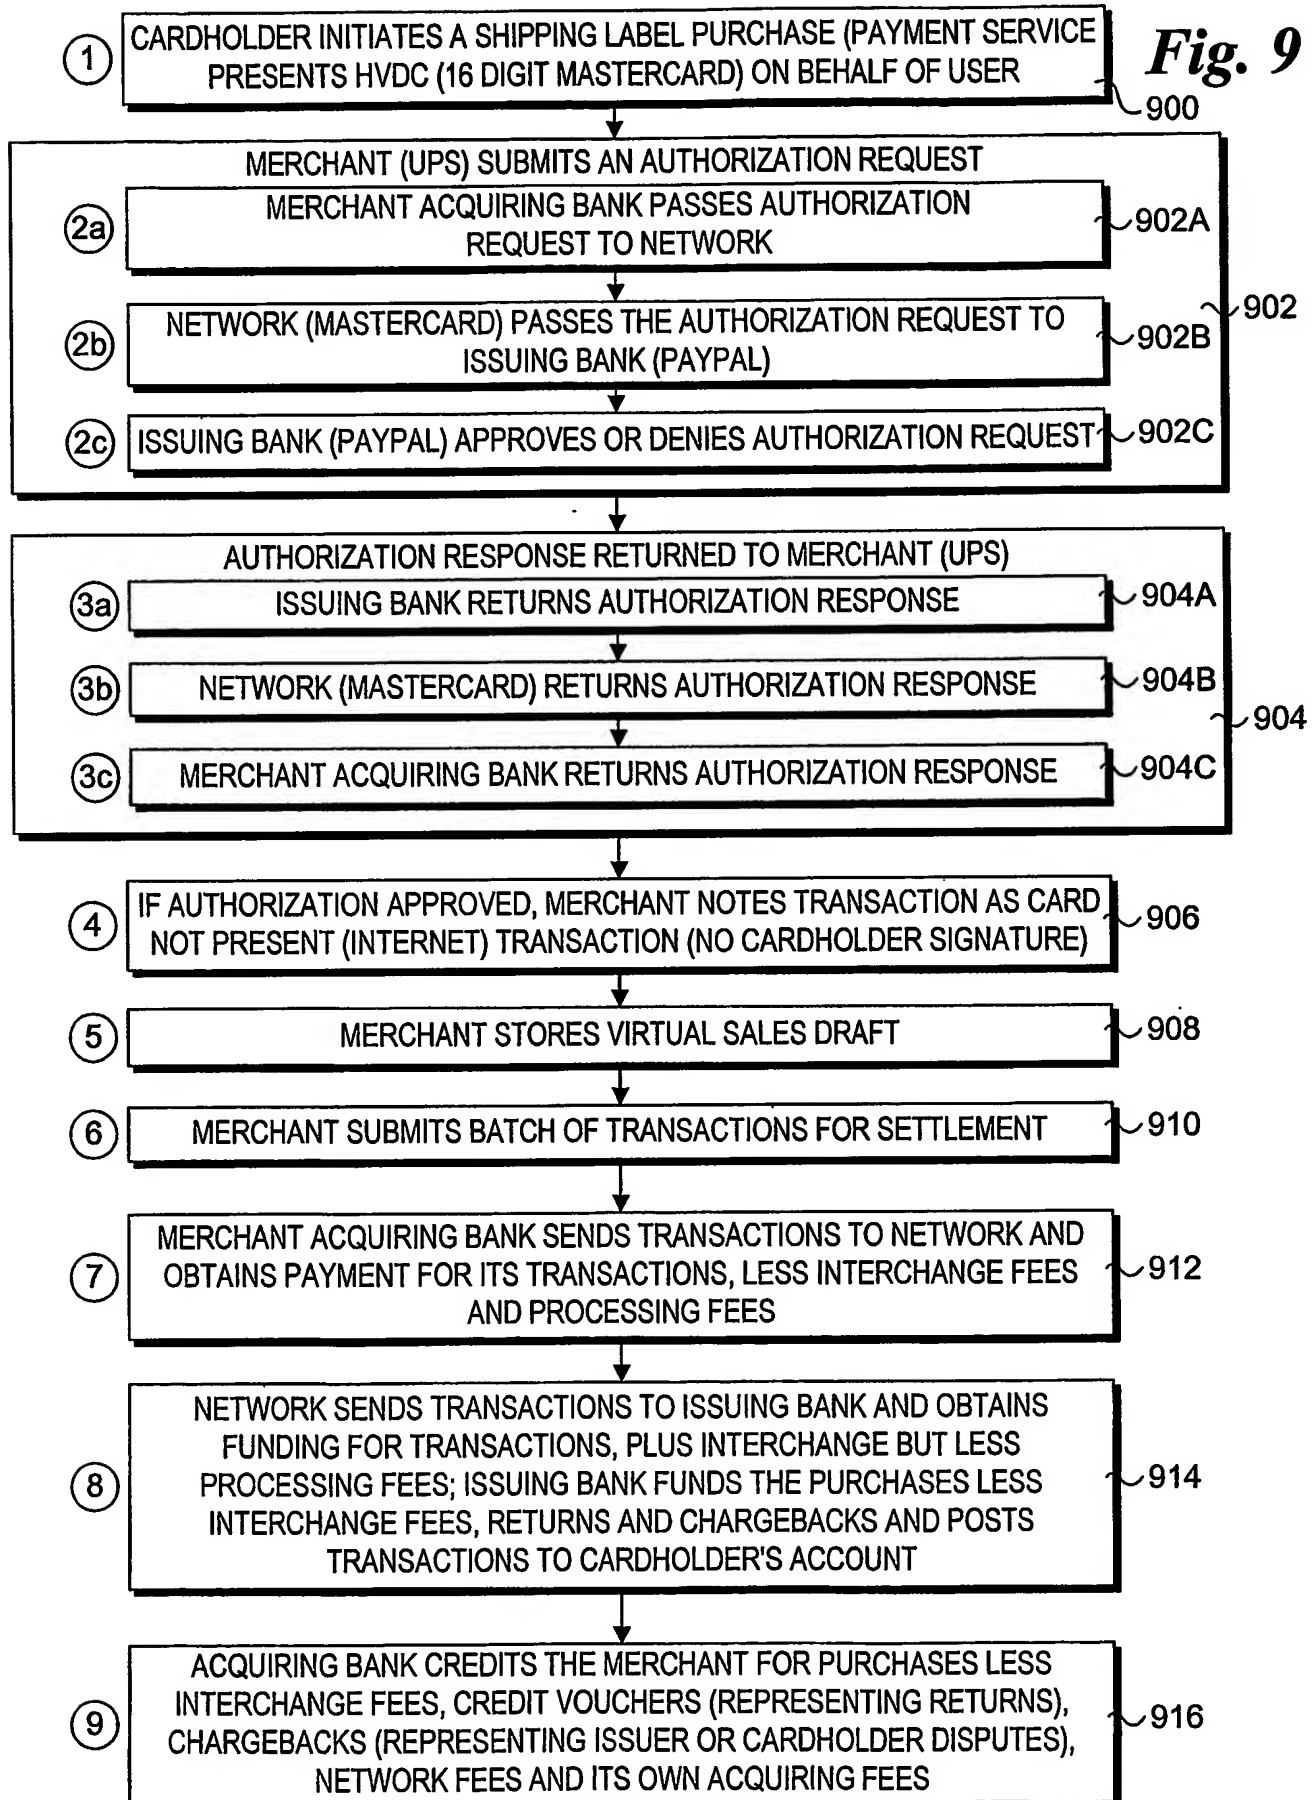 Fig. 9
1
CARDHOLDER INITIATES A SHIPPING LABEL PURCHASE (PAYMENT SERVICE
PRESENTS HVDC (16 DIGIT MASTERCARD) ON BEHALF OF USER
900
MERCHANT (UPS) SUBMITS AN AUTHORIZATION REQUEST
2a
MERCHANT ACQUIRING BANK PASSES AUTHORIZATION
REQUEST TO NETWORK
902A
902
2b
NETWORK (MASTERCARD) PASSES THE AUTHORIZATION REQUEST TO
ISSUING BANK (PAYPAL)
902B
2c
ISSUING BANK (PAYPAL) APPROVES OR DENIES AUTHORIZATION REQUEST
902C
AUTHORIZATION RESPONSE RETURNED TO MERCHANT (UPS)
3a
ISSUING BANK RETURNS AUTHORIZATION RESPONSE
904A
3b
NETWORK (MASTERCARD) RETURNS AUTHORIZATION RESPONSE
904B
904
3c
MERCHANT ACQUIRING BANK RETURNS AUTHORIZATION RESPONSE
904C
4
IF AUTHORIZATION APPROVED, MERCHANT NOTES TRANSACTION AS CARD
NOT PRESENT (INTERNET) TRANSACTION (NO CARDHOLDER SIGNATURE)
906
5
MERCHANT STORES VIRTUAL SALES DRAFT
908
6
MERCHANT SUBMITS BATCH OF TRANSACTIONS FOR SETTLEMENT
910
7
MERCHANT ACQUIRING BANK SENDS TRANSACTIONS TO NETWORK AND
OBTAINS PAYMENT FOR ITS TRANSACTIONS, LESS INTERCHANGE FEES
AND PROCESSING FEES
912
8
NETWORK SENDS TRANSACTIONS TO ISSUING BANK AND OBTAINS
FUNDING FOR TRANSACTIONS, PLUS INTERCHANGE BUT LESS
PROCESSING FEES; ISSUING BANK FUNDS THE PURCHASES LESS
INTERCHANGE FEES, RETURNS AND CHARGEBACKS AND POSTS
TRANSACTIONS TO CARDHOLDER'S ACCOUNT
914
9
ACQUIRING BANK CREDITS THE MERCHANT FOR PURCHASES LESS
INTERCHANGE FEES, CREDIT VOUCHERS (REPRESENTING RETURNS),
CHARGEBACKS (REPRESENTING ISSUER OR CARDHOLDER DISPUTES),
NETWORK FEES AND ITS OWN ACQUIRING FEES
916